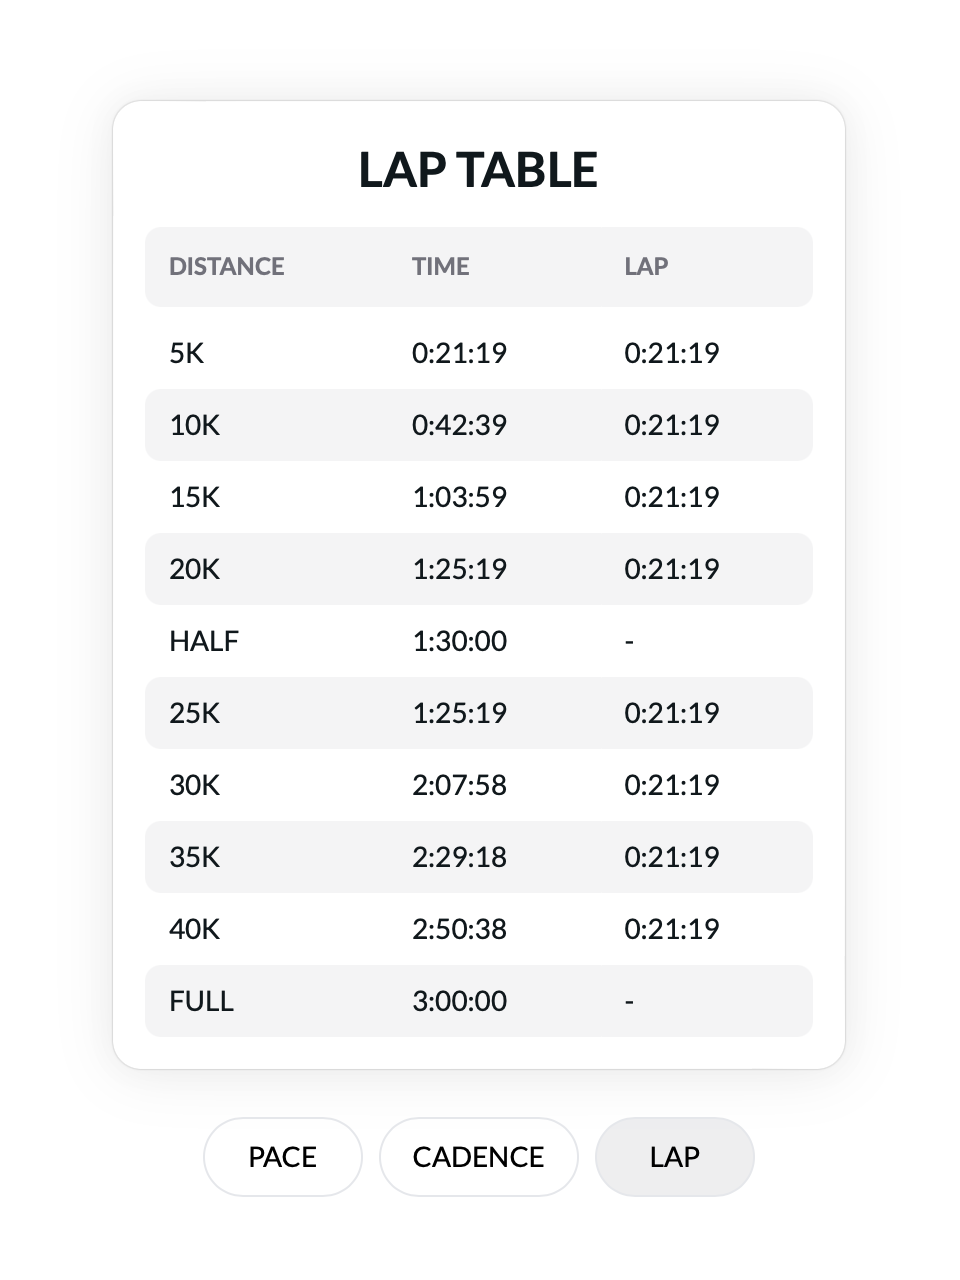 LAP TABLE
DISTANCE TIME LAP
5K 0:21:19 0:21:19
10K 0:42:39 0:21:19
15K 1:03:59 0:21:19
20K 1:25:19 0:21:19
HALF 1:30:00 -
25K 1:25:19 0:21:19
30K 2:07:58 0:21:19
35K 2:29:18 0:21:19
40K 2:50:38 0:21:19
FULL 3:00:00 -
PACE CADENCE LAP